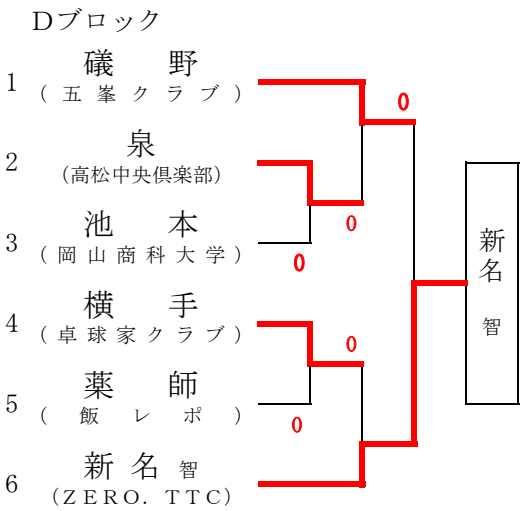 Dブロック
1 礒野
(五峯クラブ)
0
2 泉
(高松中央倶楽部)
0
3 池本
(岡山商科大学)
0
新名 智
4 横手
(卓球家クラブ)
0
5 薬師
(飯レポ)
0
6 新名 智
(ZERO. TTC)